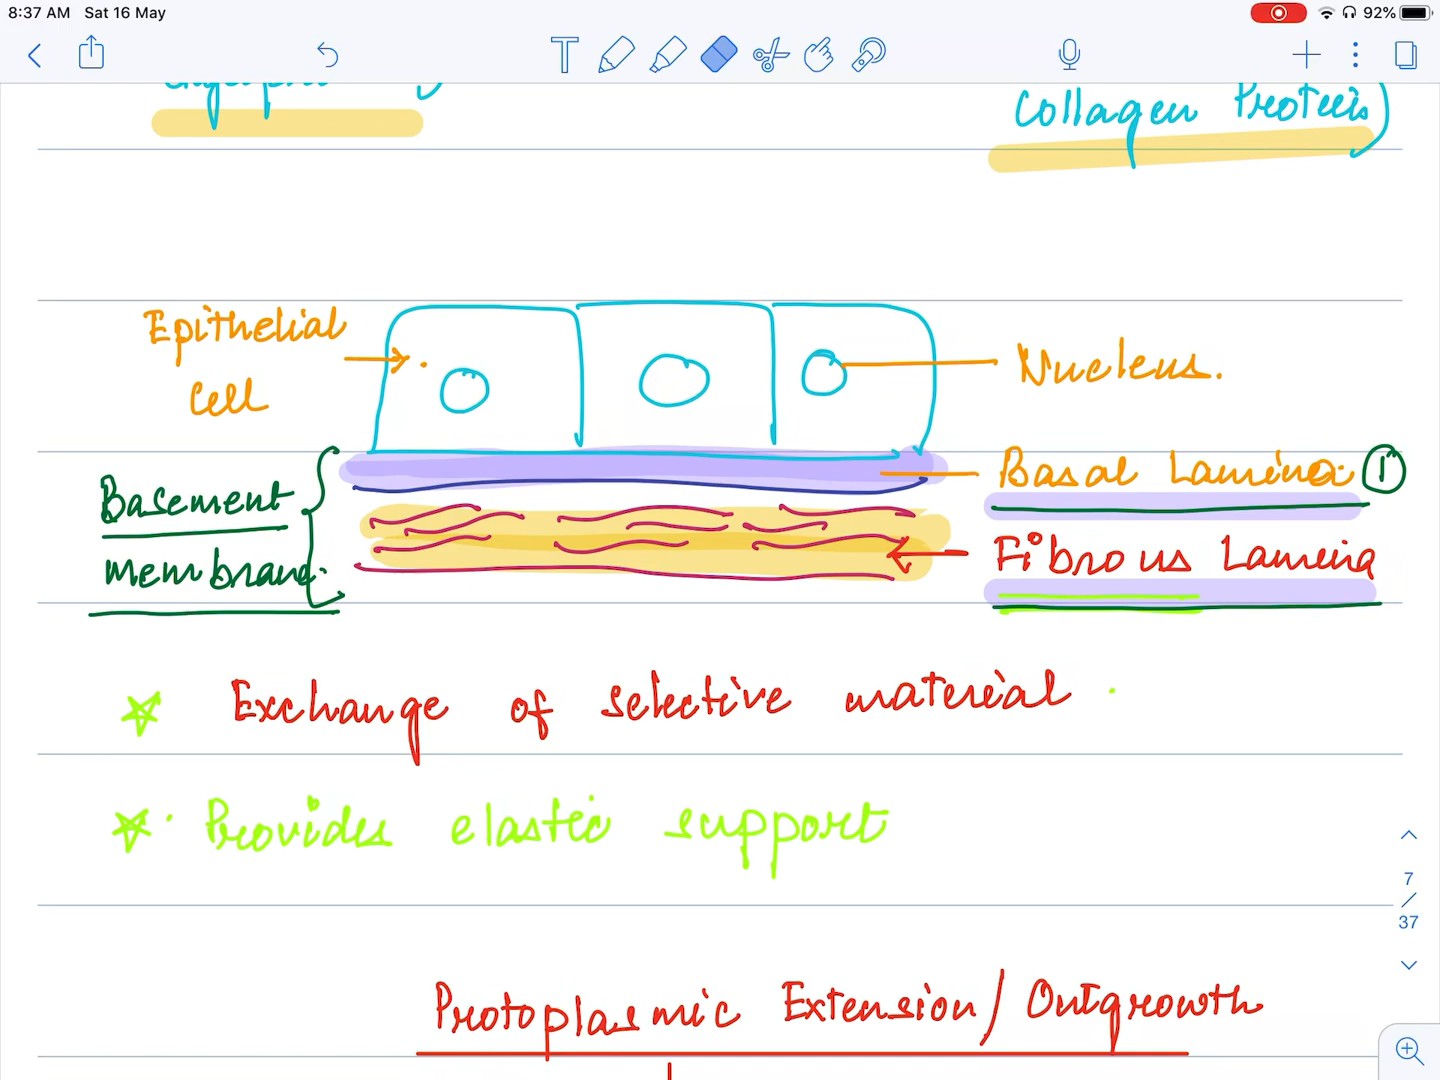 8:37 AM Sat 16 May
92%
Collagen Proteins)
Epithelial
Cell
Nucleus.
Basal Lamina. 1
Basement
membrane.
Fibrous Lamina
Exchange of selective material
Provides elastic support
7
/
37
Protoplasmic Extension/ Outgrowth